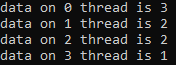 data on 0 thread is 3
data on 1 thread is 2
data on 2 thread is 2
data on 3 thread is 1